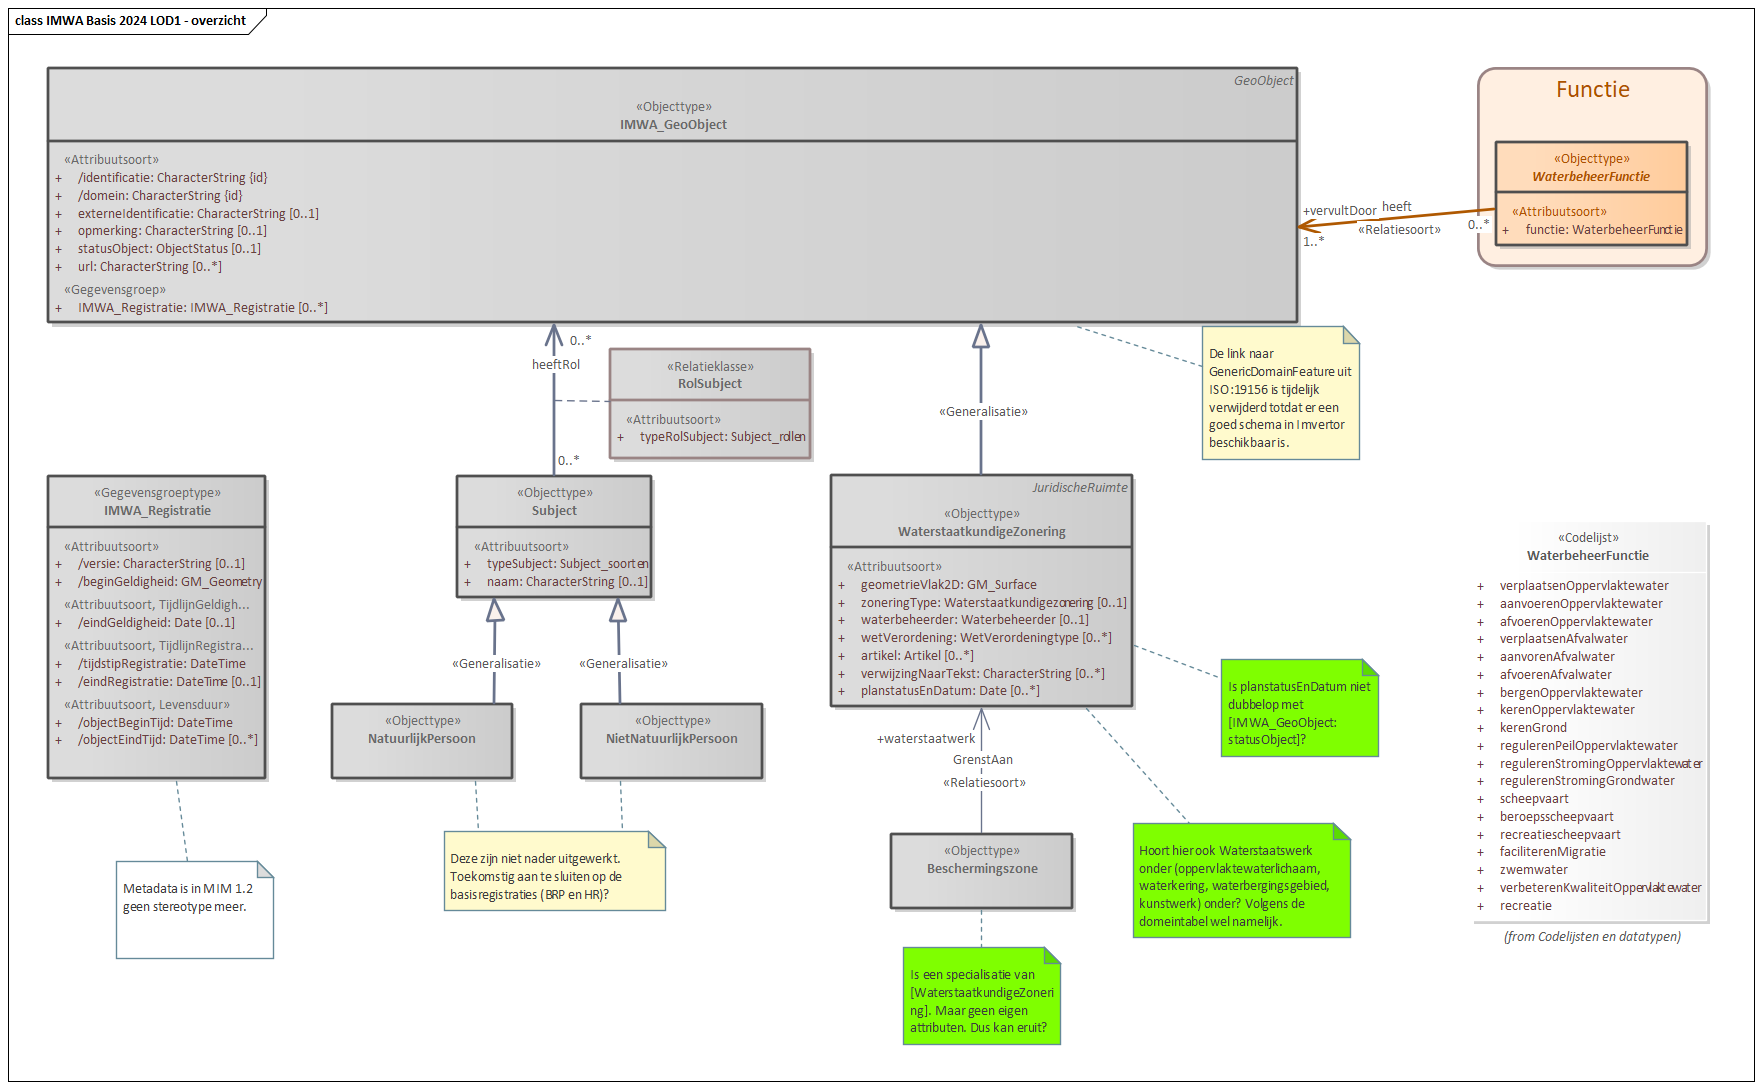 class IMWA Basis 2024 LOD1 - overzicht
GeoObject
«Objecttype»
IMWA_GeoObject
«Attribuutsoort»
+ /identificatie: CharacterString {id}
+ /domein: CharacterString {id}
+ externeIdentificatie: CharacterString [0..1]
+ opmerking: CharacterString [0..1]
+ statusObject: ObjectStatus [0..1]
+ url: CharacterString [0..*]
«Gegevensgroep»
+ IMWA_Registratie: IMWA_Registratie [0..*]
Functie
«Objecttype»
WaterbeheerFunctie
«Attribuutsoort»
+ functie: WaterbeheerFunctie
+vervultDoor
heeft
0..*
«Relatiesoort»
1..*
De link naar
GenericDomainFeature uit
ISO:19156 is tijdelijk
verwijderd totdat er een
goed schema in Imvertor
beschikbaar is.
0..*
heeftRol
«Relatieklasse»
RolSubject
«Attribuutsoort»
+ typeRolSubject: Subject_rollen
0..*
«Generalisatie»
«Gegevensgroeptype»
IMWA_Registratie
«Attribuutsoort»
+ /versie: CharacterString [0..1]
+ /beginGeldigheid: GM_Geometry
«Attribuutsoort, TijdlijnGeldigh...
+ /eindGeldigheid: Date [0..1]
«Attribuutsoort, TijdlijnRegistra...
+ /tijdstipRegistratie: DateTime
+ /eindRegistratie: DateTime [0..1]
«Attribuutsoort, Levensduur»
+ /objectBeginTijd: DateTime
+ /objectEindTijd: DateTime [0..*]
«Objecttype»
Subject
«Attribuutsoort»
+ typeSubject: Subject_soorten
+ naam: CharacterString [0..1]
JuridischeRuimte
«Objecttype»
WaterstaatkundigeZonering
«Attribuutsoort»
+ geometrieVlak2D: GM_Surface
+ zoneringType: Waterstaatkundigezonering [0..1]
+ waterbeheerder: Waterbeheerder [0..1]
+ wetVerordening: WetVerordeningtype [0..*]
+ artikel: Artikel [0..*]
+ verwijzingNaarTekst: CharacterString [0..*]
+ planstatusEnDatum: Date [0..*]
«Codelijst»
WaterbeheerFunctie
+ verplaatsenOppervlaktewater
+ aanvoerenOppervlaktewater
+ afvoerenOppervlaktewater
+ verplaatsenAfvalwater
+ aanvorenAfvalwater
+ afvoerenAfvalwater
+ bergenOppervlaktewater
+ kerenOppervlaktewater
+ kerenGrond
+ regulerenPeilOppervlaktewater
+ regulerenStromingOppervlaktewater
+ regulerenStromingGrondwater
+ scheepvaart
+ beroepsscheepvaart
+ recreatiescheepvaart
+ faciliterenMigratie
+ zwemwater
+ verbeterenKwaliteitOppervlaktewater
+ recreatie
(from Codelijsten en datatypen)
«Generalisatie»
«Generalisatie»
«Objecttype»
NatuurlijkPersoon
«Objecttype»
NietNatuurlijkPersoon
Is planstatusEnDatum niet
dubbelop met
[IMWA_GeoObject:
statusObject]?
+waterstaatwerk
GrenstAan
«Relatiesoort»
«Objecttype»
Beschermingszone
Metadata is in MIM 1.2
geen stereotype meer.
Deze zijn niet nader uitgewerkt.
Toekomstig aan te sluiten op de
basisregistraties (BRP en HR)?
Hoort hier ook Waterstaatswerk
onder (oppervlaktewaterlichaam,
waterkering, waterbergingsgebied,
kunstwerk) onder? Volgens de
domeintabel wel namelijk.
Is een specialisatie van
[WaterstaatkundigeZoneri
ng]. Maar geen eigen
attributen. Dus kan eruit?